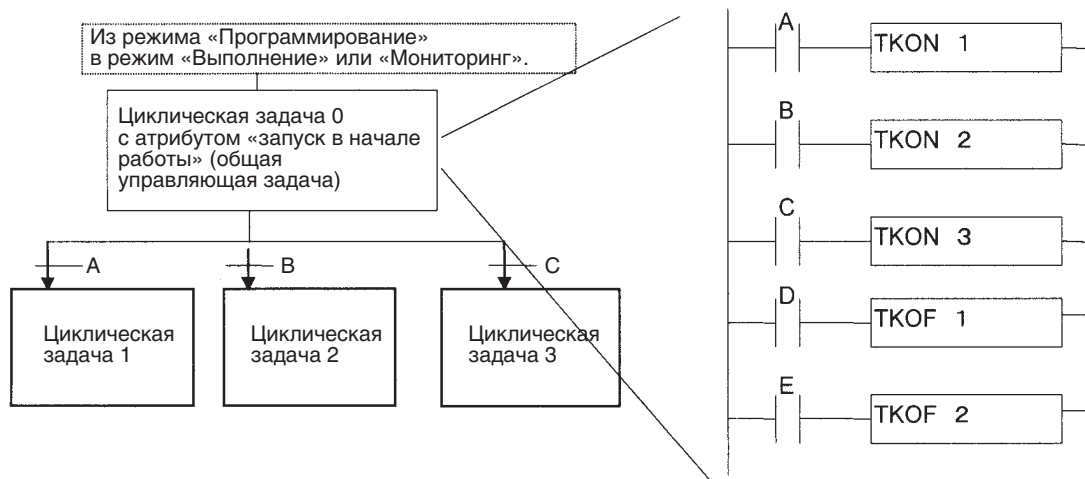 Из режима «Программирование»
в режим «Выполнение» или «Мониторинг».
Циклическая задача 0
с атрибутом «запуск в начале
работы» (общая
управляющая задача)
A
B
C
Циклическая
задача 1
Циклическая
задача 2
Циклическая
задача 3
A
TKON 1
B
TKON 2
C
TKON 3
D
TKOF 1
E
TKOF 2